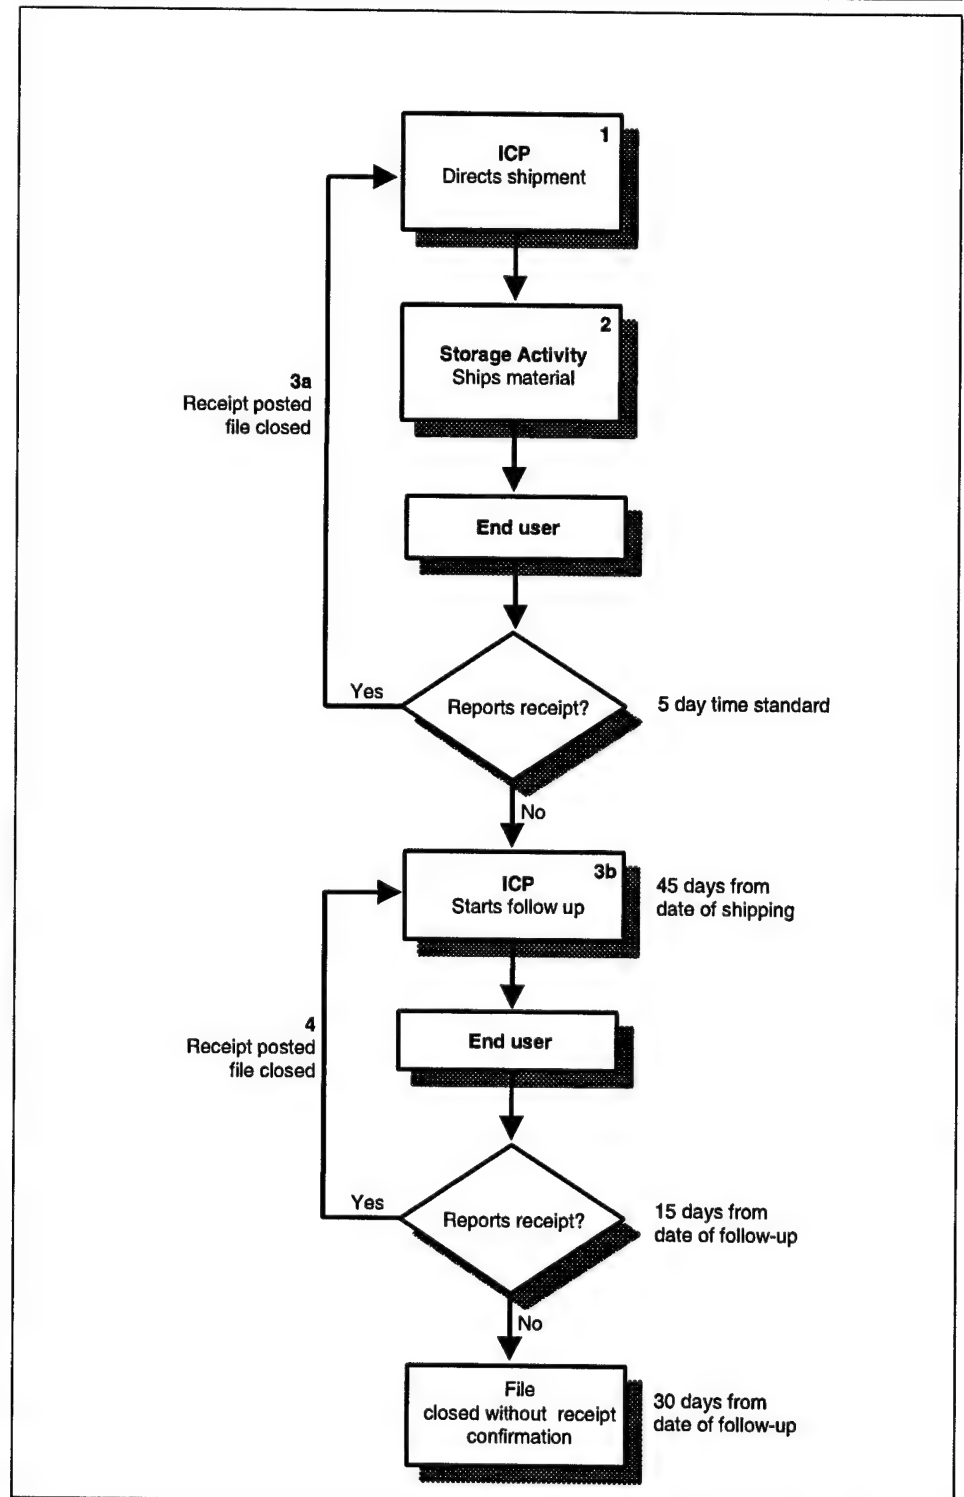 1
ICP
Directs shipment
2
Storage Activity
Ships material
3a
Receipt posted
file closed
End user
Yes
Reports receipt?
5 day time standard
No
3b
ICP
Starts follow up
45 days from
date of shipping
4
Receipt posted
file closed
End user
Yes
Reports receipt?
15 days from
date of follow-up
No
File
closed without receipt
confirmation
30 days from
date of follow-up